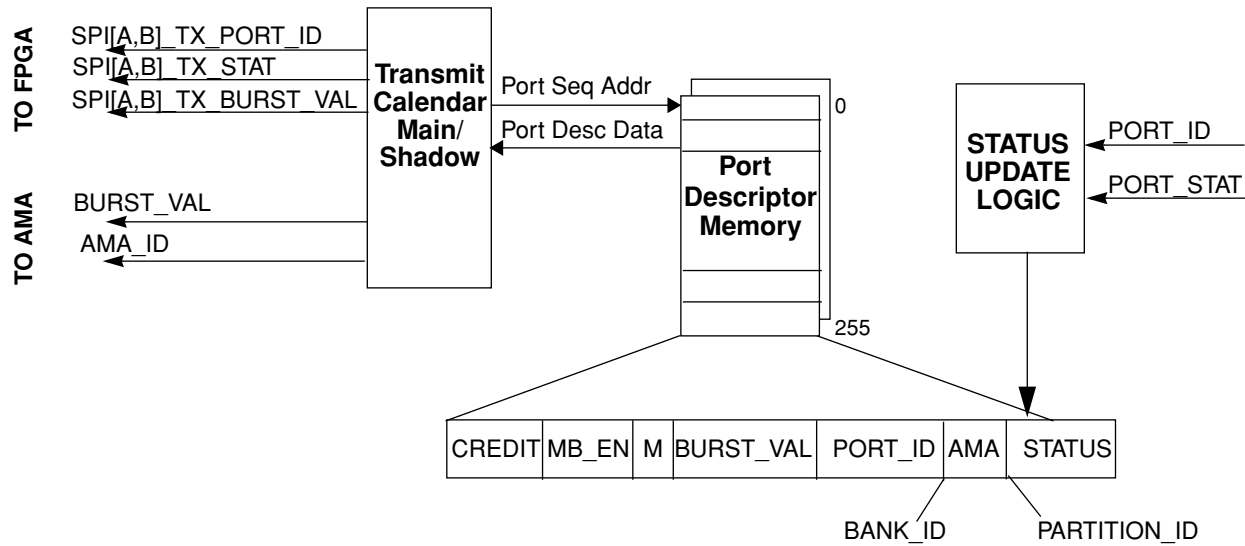 TO FPGA
SPI[A,B]_TX_PORT_ID
SPI[A,B]_TX_STAT
SPI[A,B]_TX_BURST_VAL
TO AMA
BURST_VAL
AMA_ID
Transmit
Calendar
Main/
Shadow
Port Seq Addr
Port Desc Data
0
Port
Descriptor
Memory
255
STATUS
UPDATE
LOGIC
PORT_ID
PORT_STAT
CREDIT MB_EN M BURST_VAL PORT_ID AMA STATUS
BANK_ID PARTITION_ID